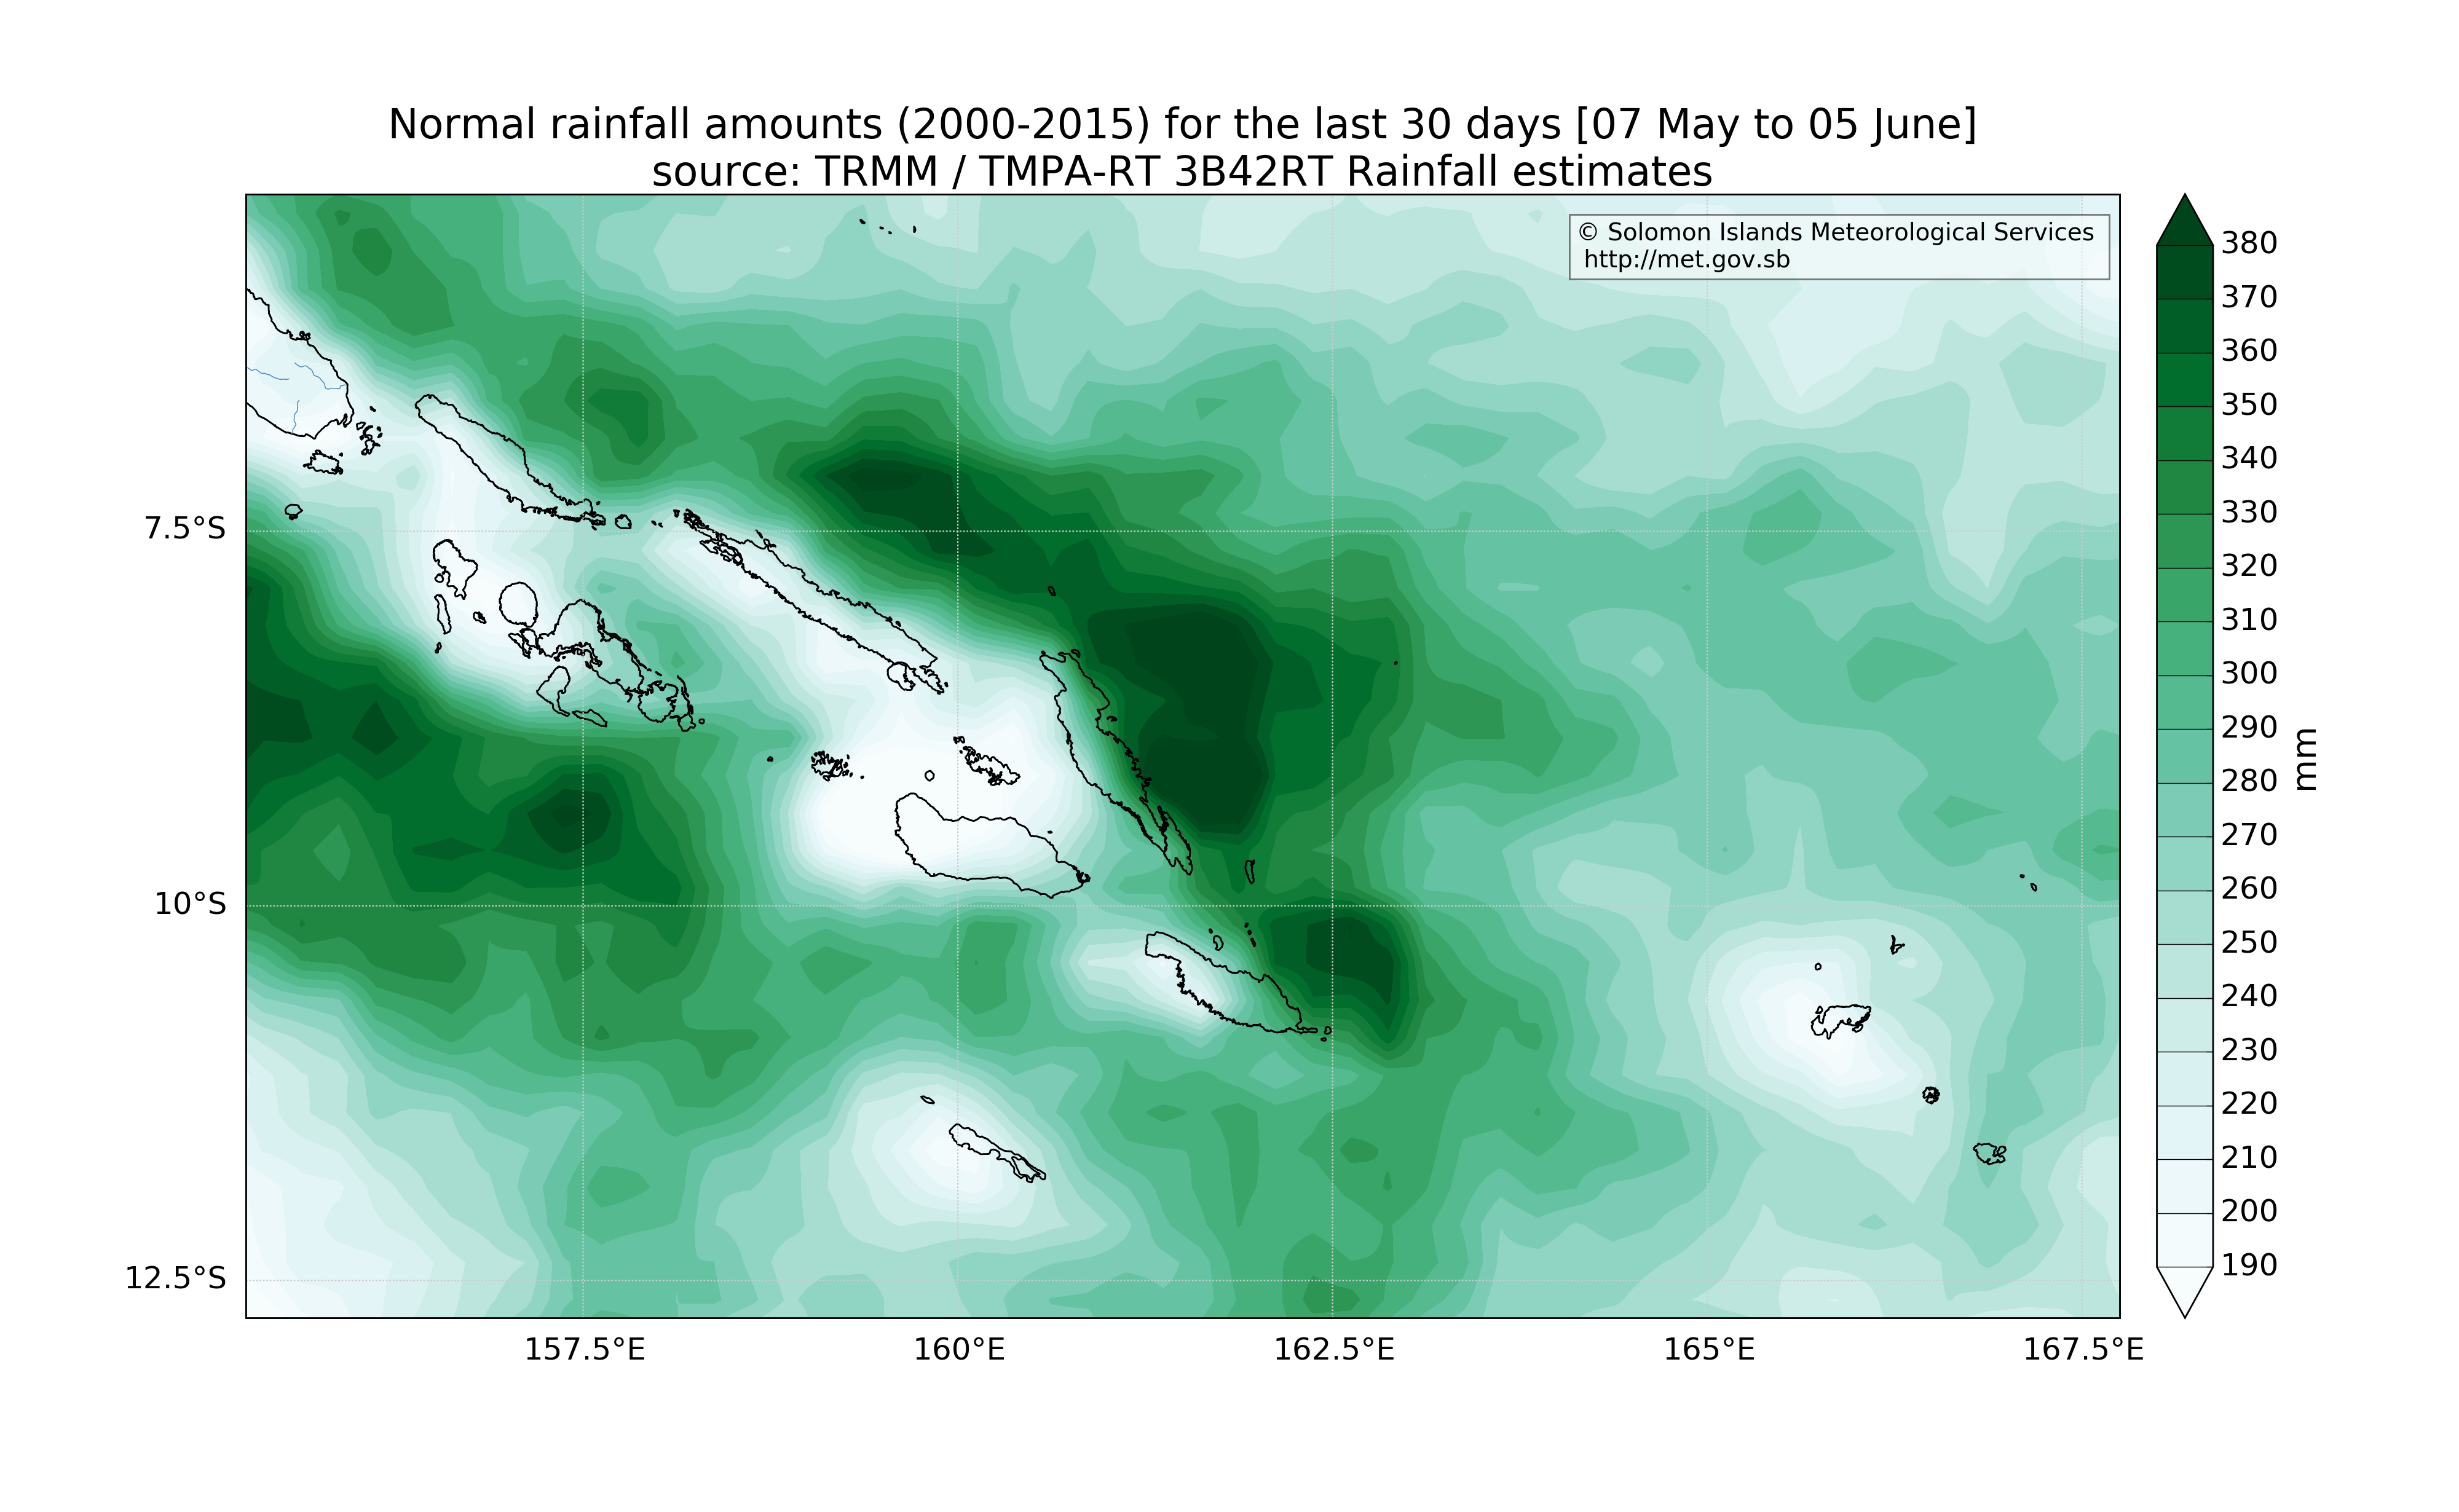 Normal rainfall amounts (2000-2015) for the last 30 days [07 May to 05 June]
source: TRMM / TMPA-RT 3B42RT Rainfall estimates
© Solomon Islands Meteorological Services
http://met.gov.sb
7.5°S
10°S
12.5°S
157.5°E
160°E
162.5°E
165°E
167.5°E
380
370
360
350
340
330
320
310
300
290
280
270
260
250
240
230
220
210
200
190
mm